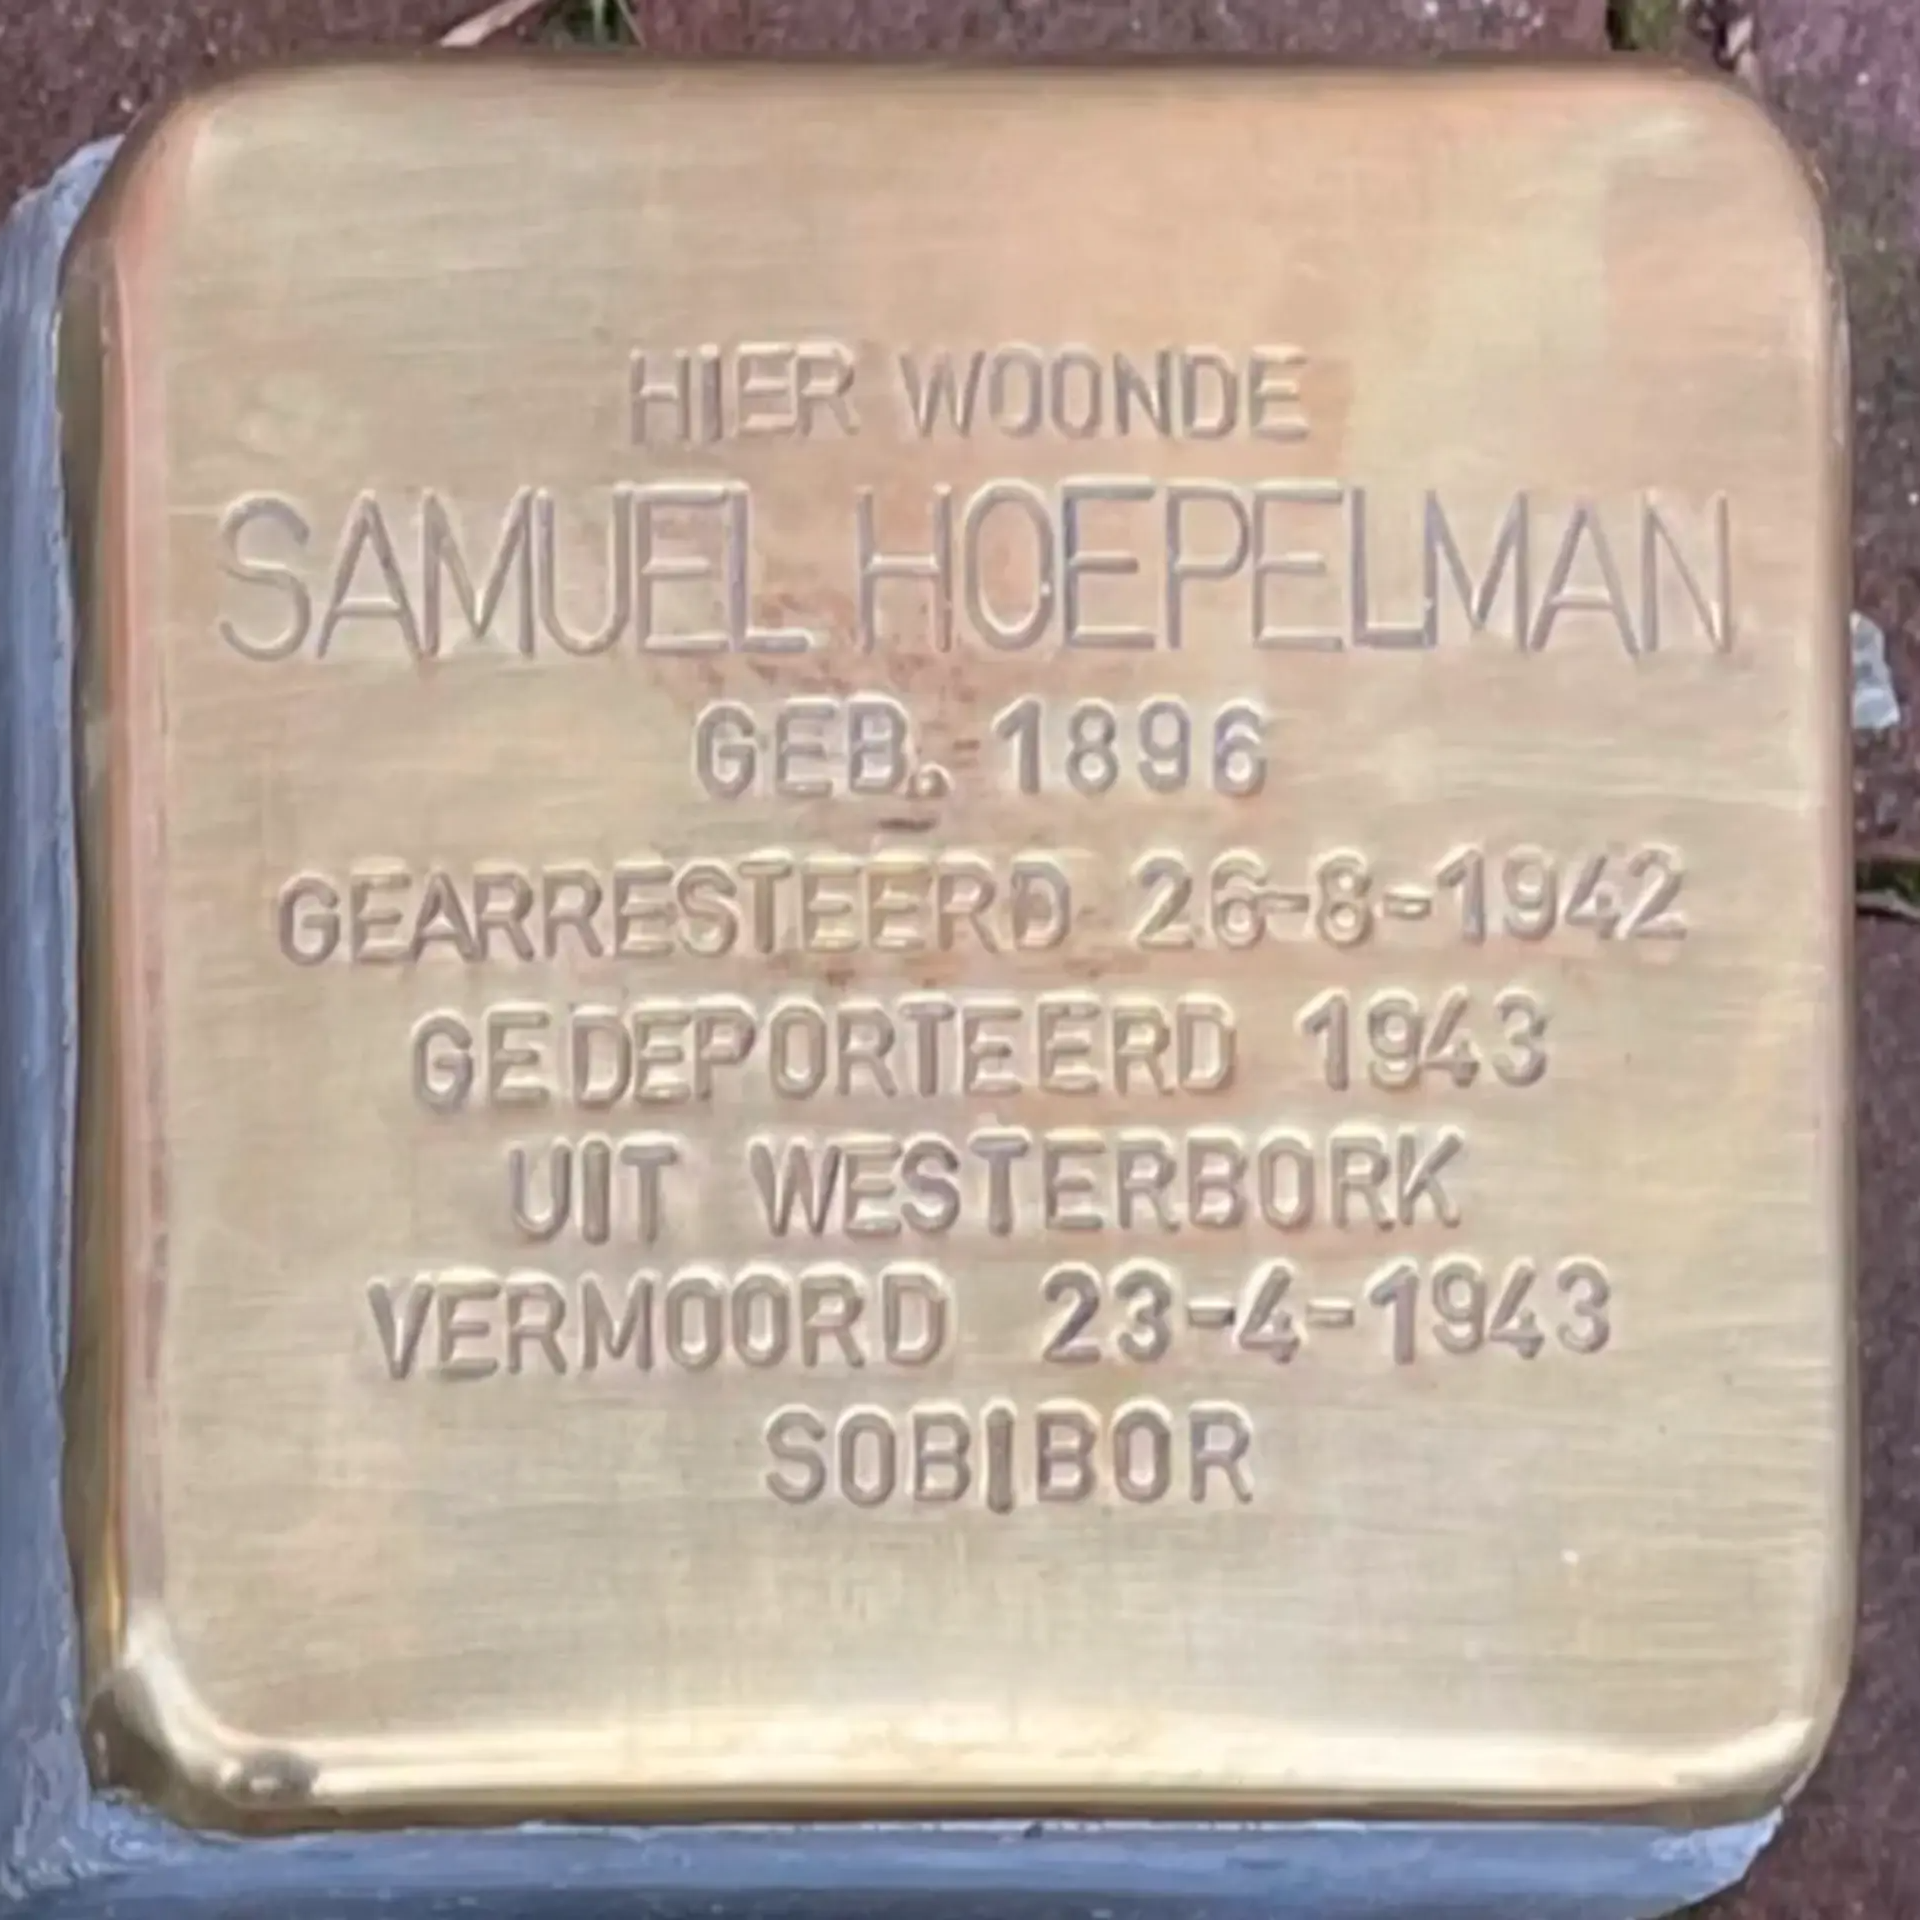 HIER WOONDE
SAMUEL HOEPELMAN
GEB. 1896
GEARRESTEERD 26-8-1942
GEDEPORTEERD 1943
UIT WESTERBORK
VERMOORD 23-4-1943
SOBIBOR